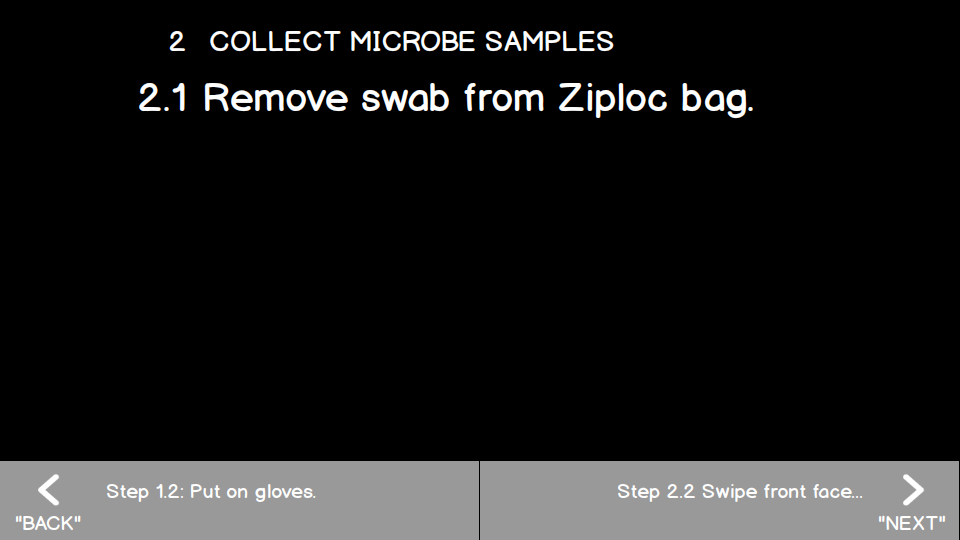 2 COLLECT MICROBE SAMPLES
2.1 Remove swab from Ziploc bag.
Step 1.2: Put on gloves.
Step 2.2 Swipe front face...
"BACK"
"NEXT"